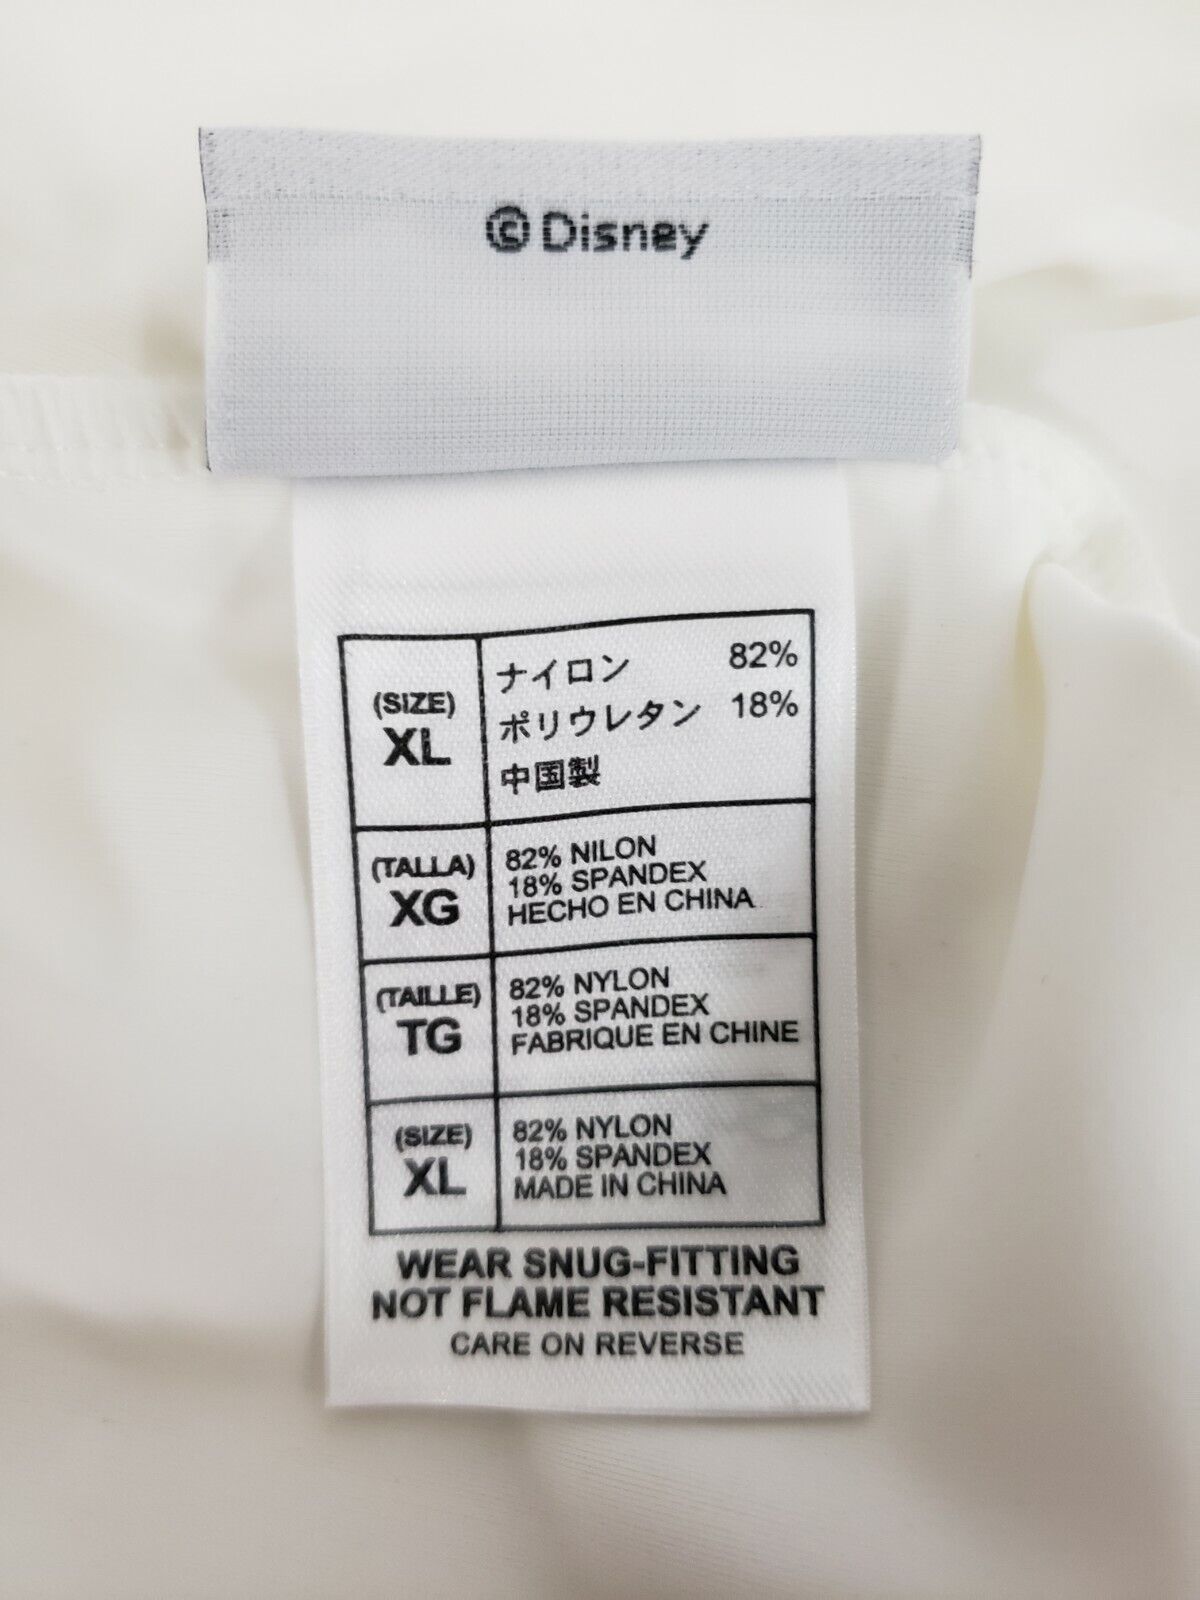 © Disney
(SIZE)
XL
ナイロン 82%
ポリウレタン 18%
中国製
(TALLA)
XG
82% NILON
18% SPANDEX
HECHO EN CHINA
(TAILLE)
TG
82% NYLON
18% SPANDEX
FABRIQUE EN CHINE
(SIZE)
XL
82% NYLON
18% SPANDEX
MADE IN CHINA
WEAR SNUG-FITTING
NOT FLAME RESISTANT
CARE ON REVERSE